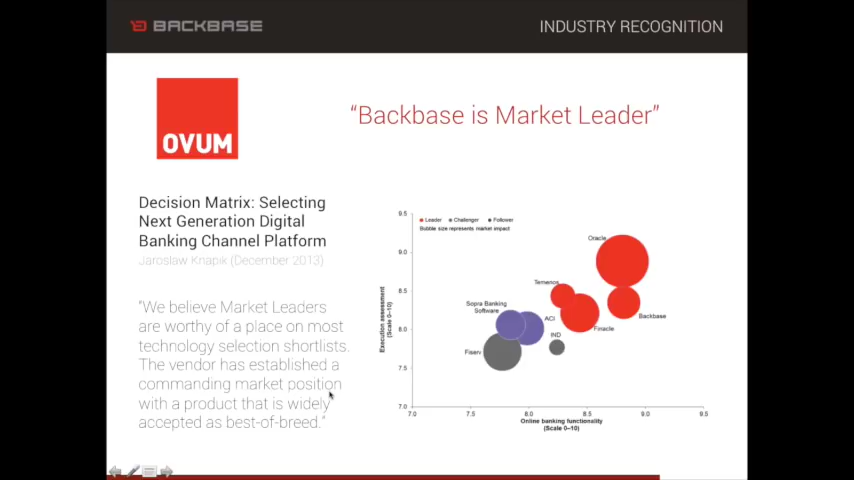 BACKBASE
INDUSTRY RECOGNITION
OVUM
“Backbase is Market Leader”
Decision Matrix: Selecting
Next Generation Digital
Banking Channel Platform
Jaroslaw Knapik (December 2013)
"We believe Market Leaders
are worthy of a place on most
technology selection shortlists.
The vendor has established a
commanding market position
with a product that is widely
accepted as best-of-breed."
Leader Challenger Follower
Bubble size represents market impact
Execution assessment
(Scale 0–10)
9.5
9.0
8.5
8.0
7.5
7.0
Oracle
Temenos
Backbase
Finacle
Sopra Banking
Software
ACI
IND
Fiserv
7.0 7.5 8.0 8.5 9.0 9.5
Online banking functionality
(Scale 0–10)